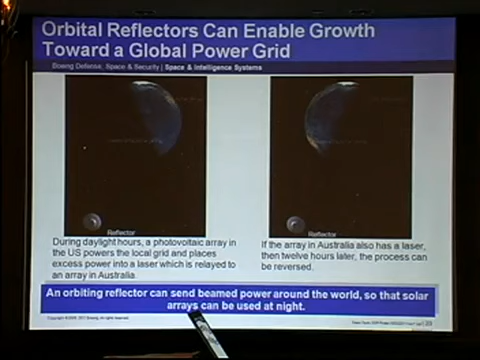 Orbital Reflectors Can Enable Growth
Toward a Global Power Grid
Boeing Defense, Space & Security | Space & Intelligence Systems
Reflector
Reflector
During daylight hours, a photovoltaic array in
the US powers the local grid and places
excess power into a laser which is relayed to
an array in Australia.
If the array in Australia also has a laser,
then twelve hours later, the process can
be reversed.
An orbiting reflector can send beamed power around the world, so that solar
arrays can be used at night.